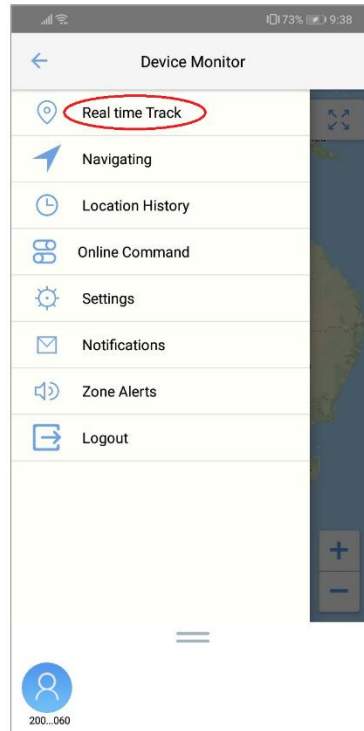 73% 9:38
Device Monitor
Real time Track
Navigating
Location History
Online Command
Settings
Notifications
Zone Alerts
Logout
+
−
200...060